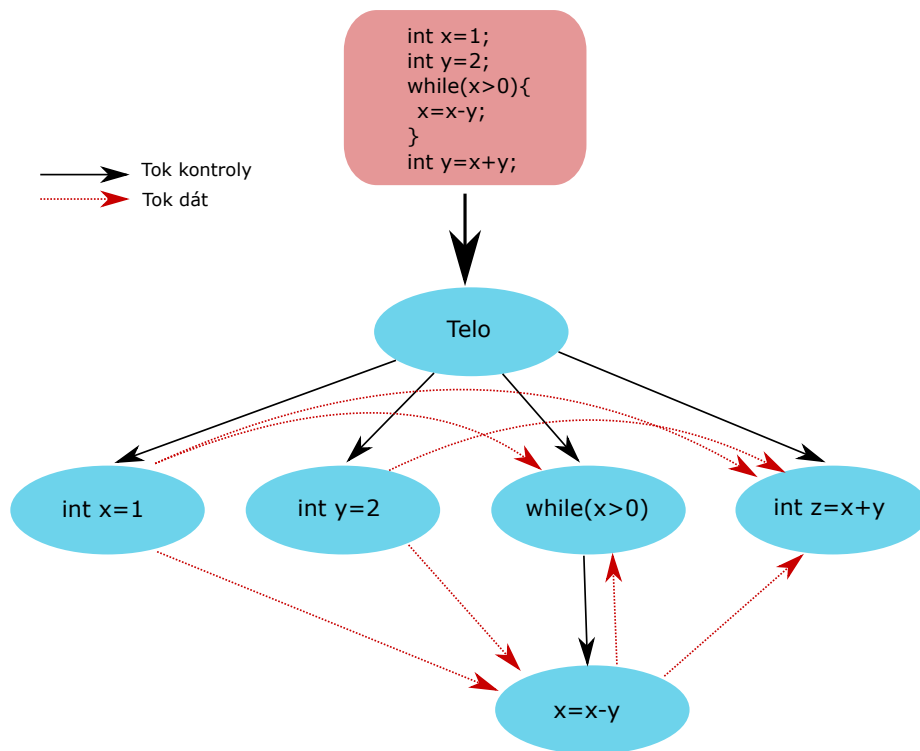 int x=1;
int y=2;
while(x>0){
x=x-y;
}
int y=x+y;
Tok kontroly
Tok dát
Telo
int x=1
int y=2
while(x>0)
int z=x+y
x=x-y